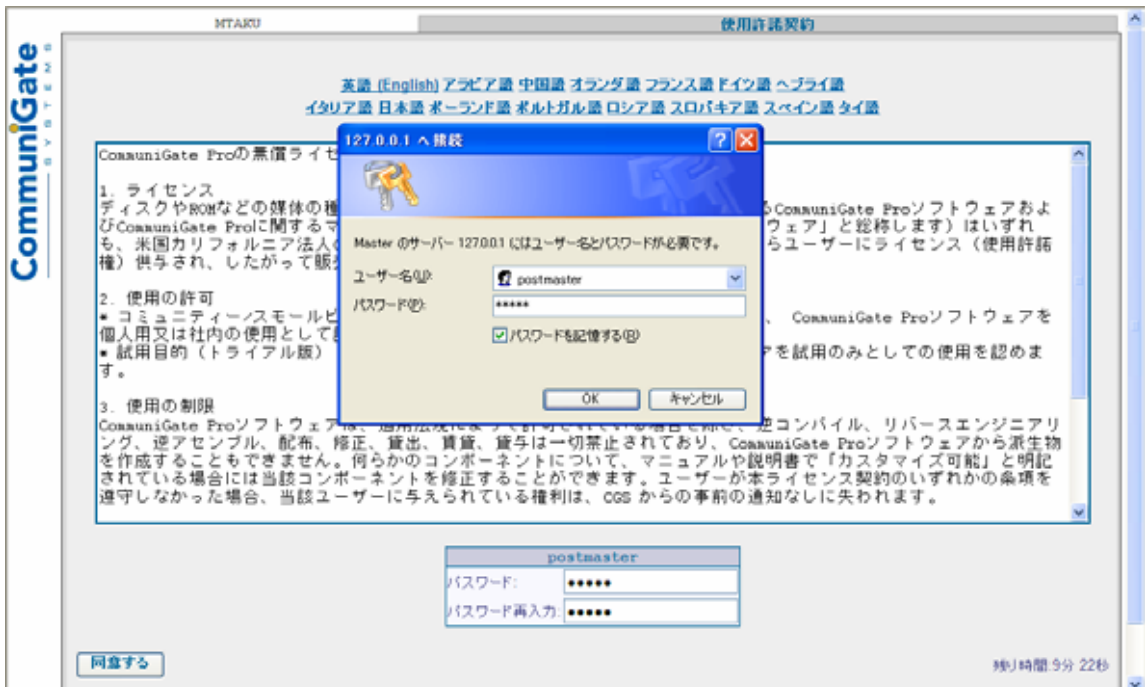 MTAKU
使用許諾契約
CommuniGate
SYSTEMS
英語 (English) アラビア語 中国語 オランダ語 フランス語 ドイツ語 ヘブライ語
イタリア語 日本語 ポーランド語 ポルトガル語 ロシア語 スロバキア語 スペイン語 タイ語
CommuniGate Proの無償ライセ
1. ライセンス
ディスクやROMなどの媒体の種 るCommuniGate Proソフトウェアおよ
びCommuniGate Proに関するマ ウェア」と総称します）はいずれ
も、米国カリフォルニア法人の らユーザーにライセンス（使用許諾
権）供与され、したがって販売
2. 使用の許可
* コミュニティー/スモールビ 、 CommuniGate Proソフトウェアを
個人用又は社内の使用として
* 試用目的（トライアル版） アを試用のみとしての使用を認めま
す。
3. 使用の制限
CommuniGate Proソフトウェアは、適用法規によって許可されている場合を除き、逆コンパイル、リバースエンジニアリ
ング、逆アセンブル、配布、修正、貸出、賃貸、貸与は一切禁止されており、CommuniGate Proソフトウェアから派生物
を作成することもできません。何らかのコンポーネントについて、マニュアルや説明書で「カスタマイズ可能」と明記
されている場合には当該コンポーネントを修正することができます。ユーザーが本ライセンス契約のいずれかの条項を
遵守しなかった場合、当該ユーザーに与えられている権利は、CGS からの事前の通知なしに失われます。
127.0.0.1 へ接続
Master のサーバー 127.0.0.1 にはユーザー名とパスワードが必要です。
ユーザー名(U):
postmaster
パスワード(P):
*****
パスワードを記憶する(R)
OK
キャンセル
postmaster
パスワード: ●●●●●
パスワード再入力: ●●●●●
同意する
残り時間:9分 22秒